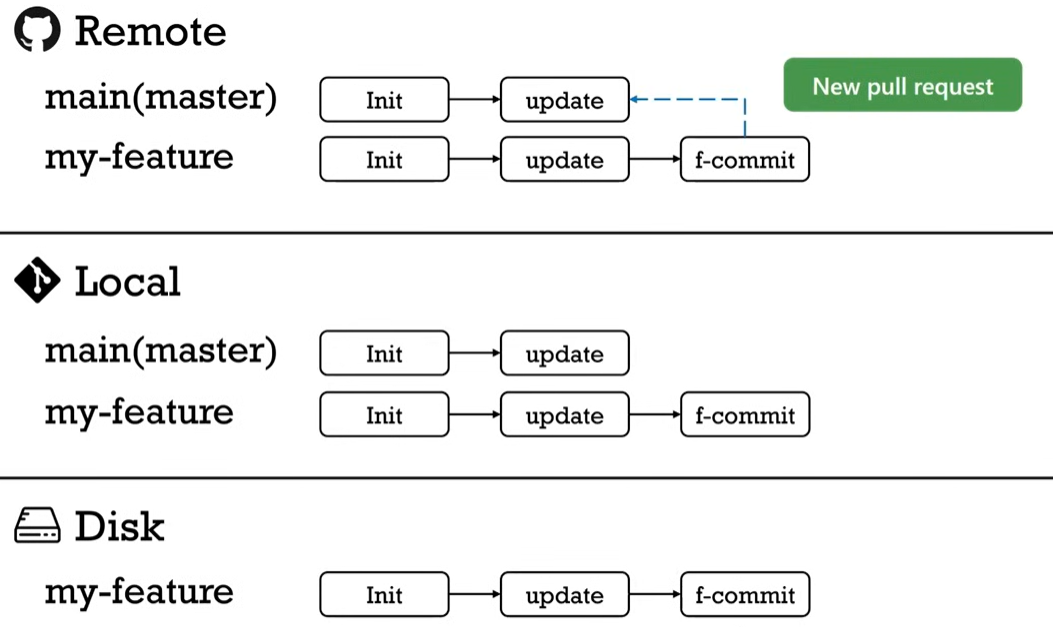 Remote
main(master) Init update New pull request
my-feature Init update f-commit
Local
main(master) Init update
my-feature Init update f-commit
Disk
my-feature Init update f-commit